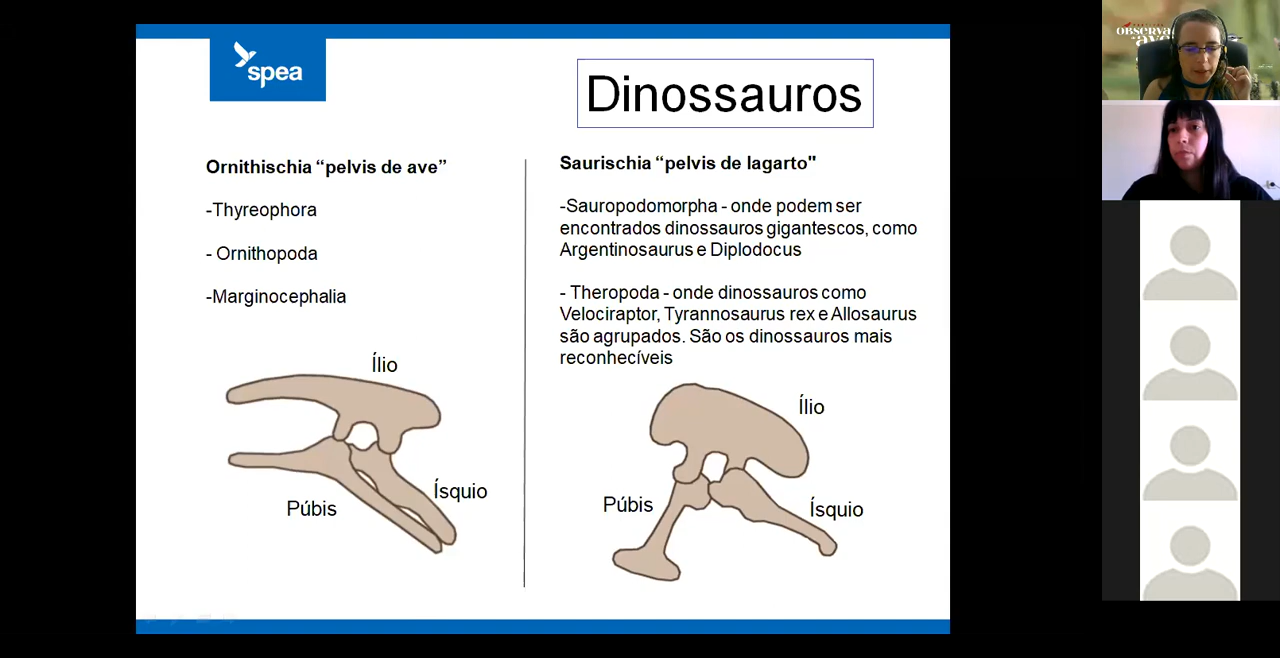 spea
Dinossauros
Ornithischia “pelvis de ave”
-Thyreophora
- Ornithopoda
-Marginocephalia
Ílio
Púbis
Ísquio
Saurischia “pelvis de lagarto"
-Sauropodomorpha - onde podem ser
encontrados dinossauros gigantescos, como
Argentinosaurus e Diplodocus
- Theropoda - onde dinossauros como
Velociraptor, Tyrannosaurus rex e Allosaurus
são agrupados. São os dinossauros mais
reconhecíveis
Ílio
Púbis
Ísquio
OBSERVA